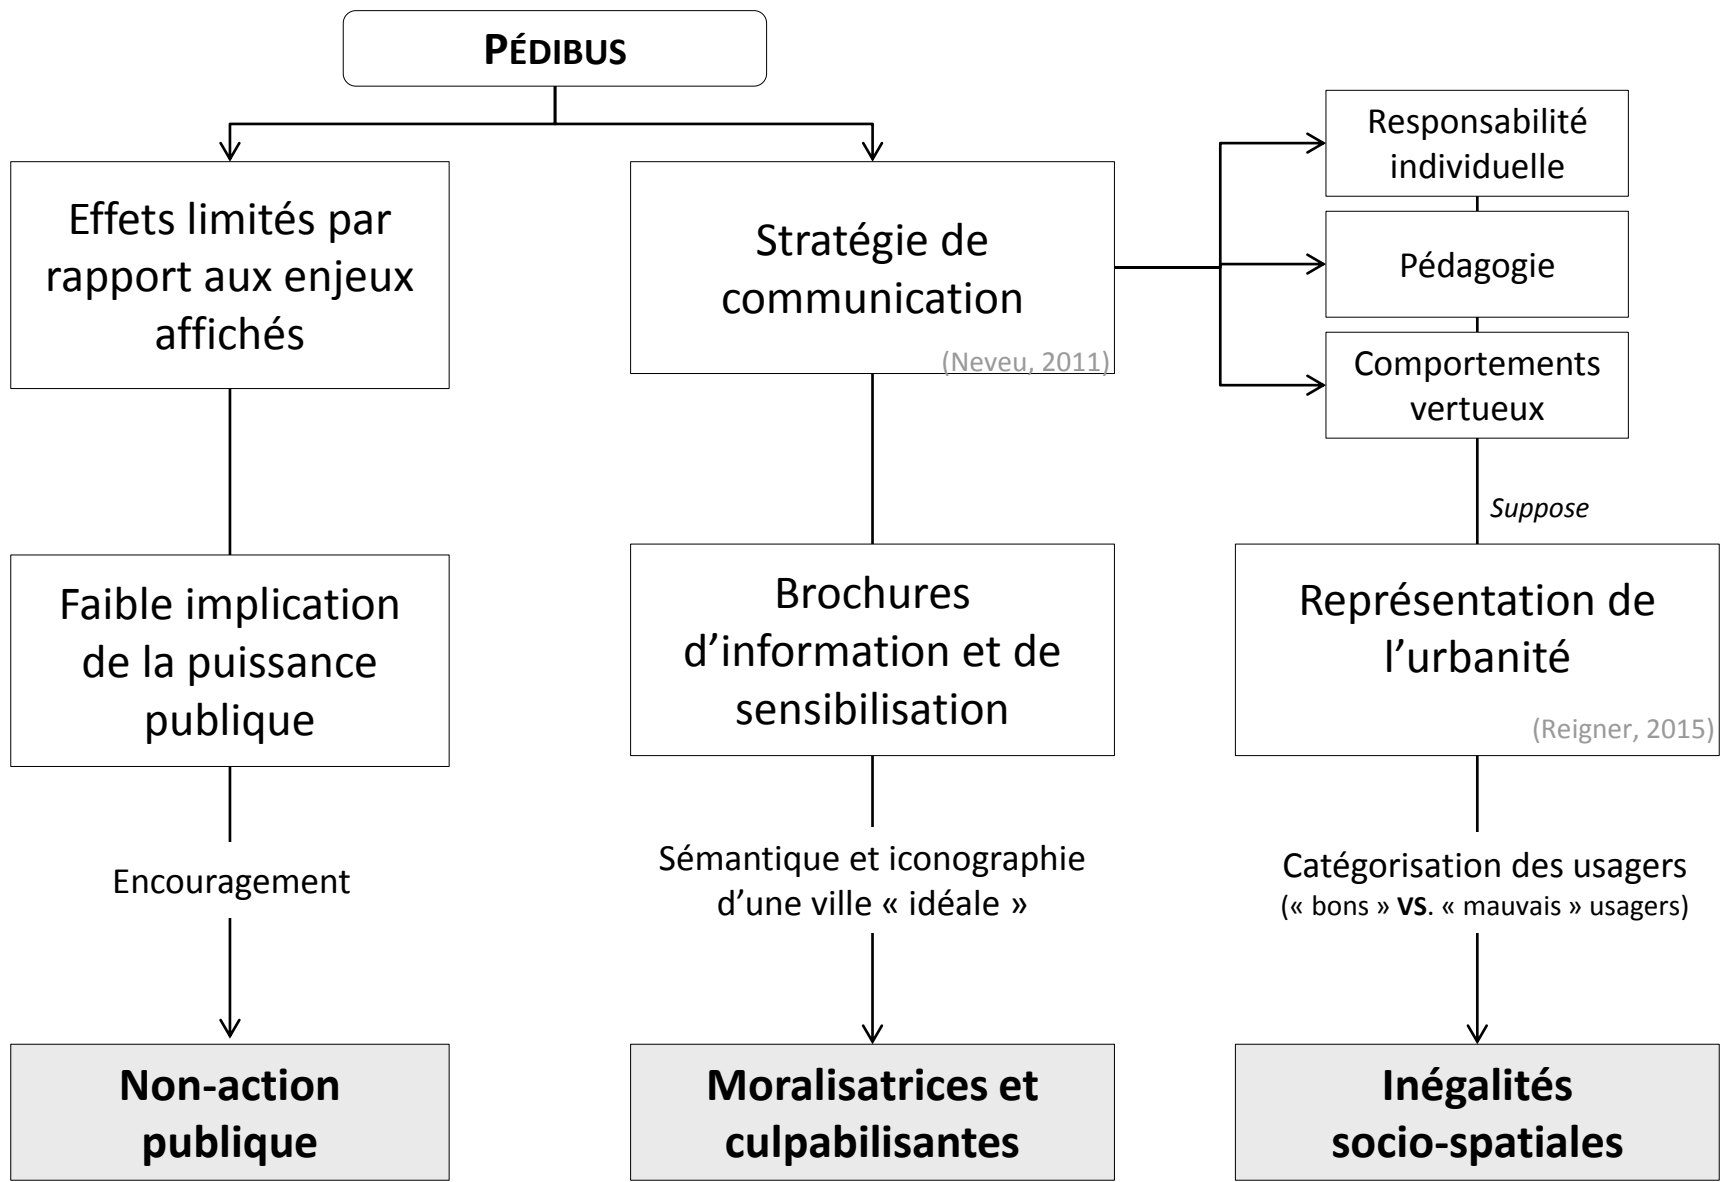 PÉDIBUS
Effets limités par
rapport aux enjeux
affichés
Faible implication
de la puissance
publique
Encouragement
Non-action
publique
Stratégie de
communication
(Neveu, 2011)
Brochures
d’information et de
sensibilisation
Sémantique et iconographie
d’une ville « idéale »
Moralisatrices et
culpabilisantes
Responsabilité
individuelle
Pédagogie
Comportements
vertueux
Suppose
Représentation de
l’urbanité
(Reigner, 2015)
Catégorisation des usagers
(« bons » VS. « mauvais » usagers)
Inégalités
socio-spatiales